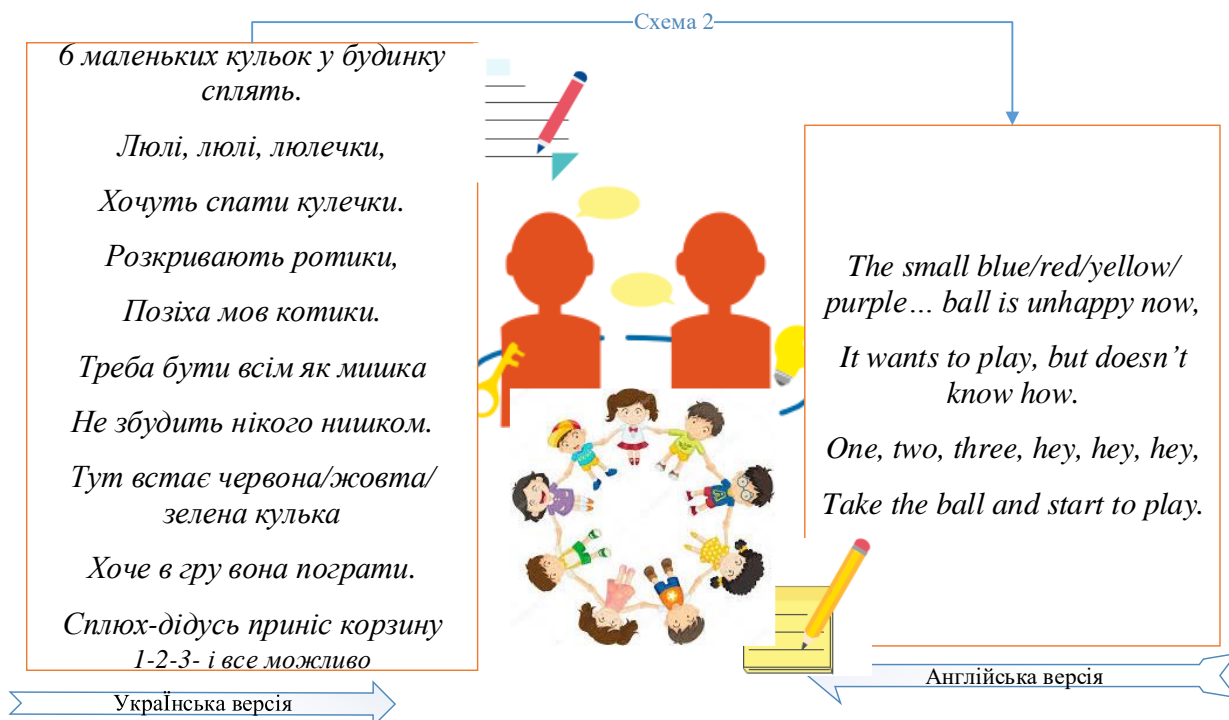 Схема 2
6 маленьких кульок у будинку
сплять.
Люлі, люлі, люлечки,
Хочуть спати кулечки.
Розкривають ротики,
Позіха мов котики.
Треба бути всім як мишка
Не збудить нікого нишком.
Тут встає червона/жовта/
зелена кулька
Хоче в гру вона пограти.
Сплюх-дідусь приніс корзину
1-2-3- і все можливо
УкраЇнська версія
The small blue/red/yellow/
purple… ball is unhappy now,
It wants to play, but doesn’t
know how.
One, two, three, hey, hey, hey,
Take the ball and start to play.
Англійська версія